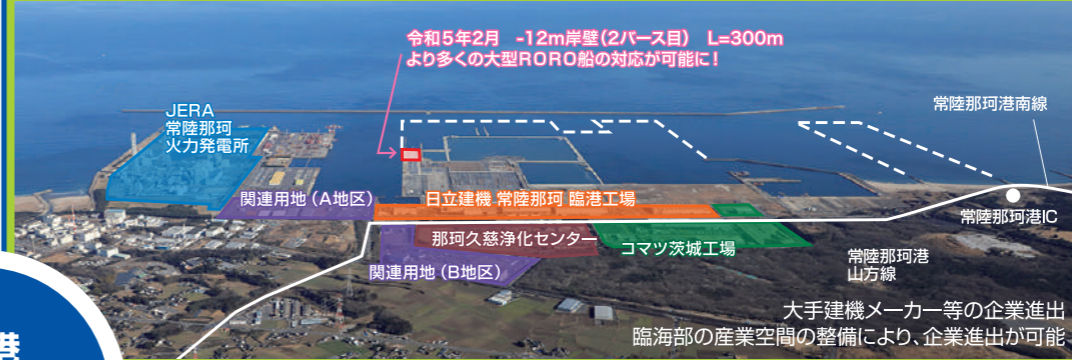 令和5年2月　-12m岸壁(2バース目)　L=300m
より多くの大型RORO船の対応が可能に!
JERA
常陸那珂
火力発電所
常陸那珂港南線
関連用地(A地区)
日立建機 常陸那珂 臨港工場
常陸那珂港IC
那珂久慈浄化センター
コマツ茨城工場
関連用地(B地区)
常陸那珂港
山方線
大手建機メーカー等の企業進出
臨海部の産業空間の整備により、企業進出が可能
港